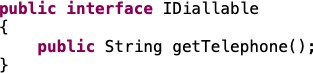 public interface IDiallable
{
    public String getTelephone();
}